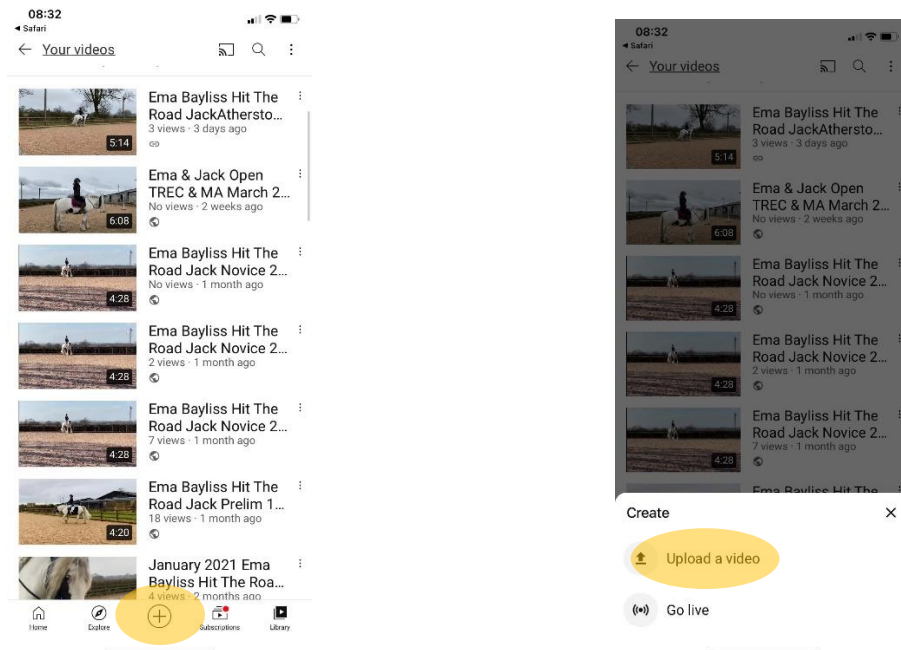 08:32
◄ Safari
Your videos
Ema Bayliss Hit The
Road JackAthersto...
3 views · 3 days ago
5:14
Ema & Jack Open
TREC & MA March 2...
No views · 2 weeks ago
6:08
Ema Bayliss Hit The
Road Jack Novice 2...
No views · 1 month ago
4:28
Ema Bayliss Hit The
Road Jack Novice 2...
2 views · 1 month ago
4:28
Ema Bayliss Hit The
Road Jack Novice 2...
7 views · 1 month ago
4:28
Ema Bayliss Hit The
Road Jack Prelim 1...
18 views · 1 month ago
4:20
January 2021 Ema
Bayliss Hit The Roa...
4 views · 2 months ago
Home
Explore
Subscriptions
Library
08:32
◄ Safari
Your videos
Ema Bayliss Hit The
Road JackAthersto...
3 views · 3 days ago
5:14
Ema & Jack Open
TREC & MA March 2...
No views · 2 weeks ago
6:08
Ema Bayliss Hit The
Road Jack Novice 2...
No views · 1 month ago
4:28
Ema Bayliss Hit The
Road Jack Novice 2...
2 views · 1 month ago
4:28
Ema Bayliss Hit The
Road Jack Novice 2...
7 views · 1 month ago
4:28
Ema Bayliss Hit The
Create
Upload a video
Go live